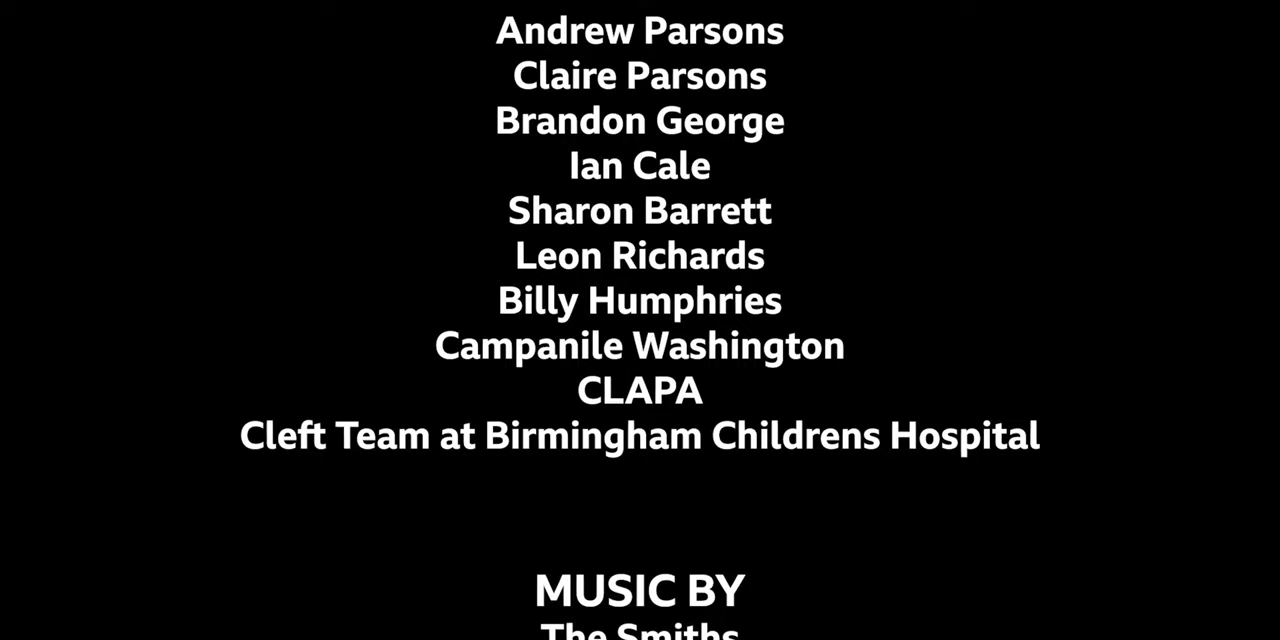 Andrew Parsons
Claire Parsons
Brandon George
Ian Cale
Sharon Barrett
Leon Richards
Billy Humphries
Campanile Washington
CLAPA
Cleft Team at Birmingham Childrens Hospital
MUSIC BY
The Smiths